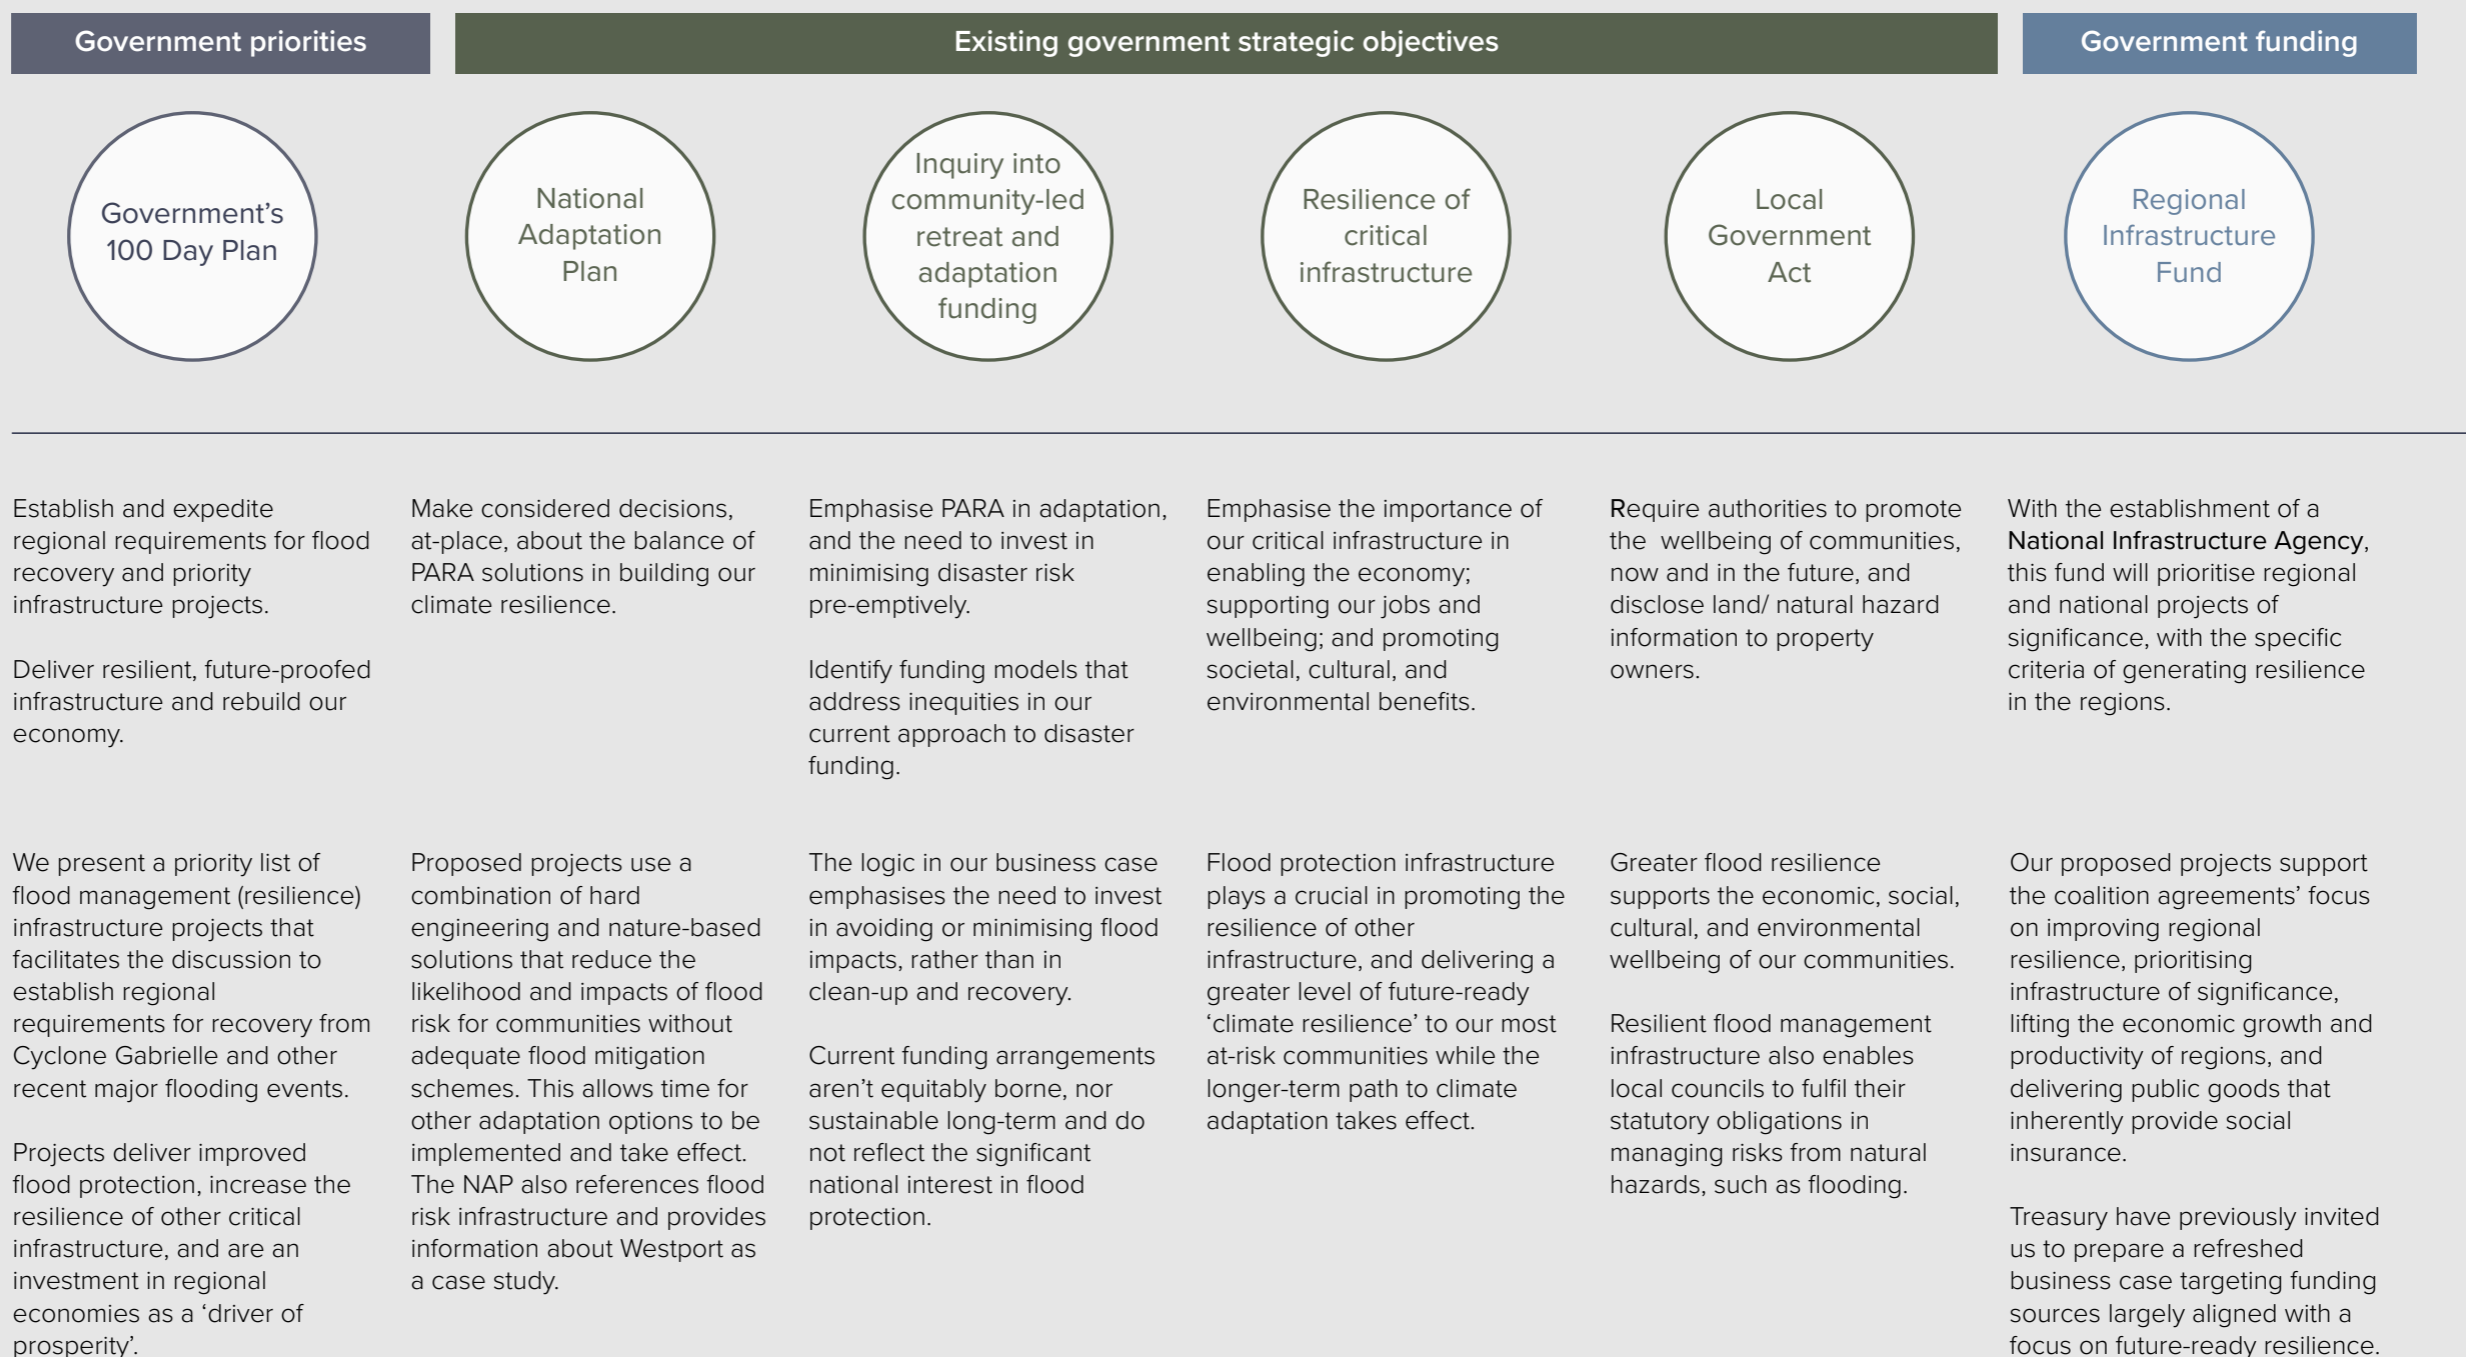 Government priorities
Existing government strategic objectives
Government funding
Government's
100 Day Plan
National
Adaptation
Plan
Inquiry into
community-led
retreat and
adaptation
funding
Resilience of
critical
infrastructure
Local
Government
Act
Regional
Infrastructure
Fund
Establish and expedite
regional requirements for flood
recovery and priority
infrastructure projects.
Deliver resilient, future-proofed
infrastructure and rebuild our
economy.
Make considered decisions,
at-place, about the balance of
PARA solutions in building our
climate resilience.
Emphasise PARA in adaptation,
and the need to invest in
minimising disaster risk
pre-emptively.
Identify funding models that
address inequities in our
current approach to disaster
funding.
Emphasise the importance of
our critical infrastructure in
enabling the economy;
supporting our jobs and
wellbeing; and promoting
societal, cultural, and
environmental benefits.
Require authorities to promote
the  wellbeing of communities,
now and in the future, and
disclose land/ natural hazard
information to property
owners.
With the establishment of a
National Infrastructure Agency,
this fund will prioritise regional
and national projects of
significance, with the specific
criteria of generating resilience
in the regions.
We present a priority list of
flood management (resilience)
infrastructure projects that
facilitates the discussion to
establish regional
requirements for recovery from
Cyclone Gabrielle and other
recent major flooding events.
Projects deliver improved
flood protection, increase the
resilience of other critical
infrastructure, and are an
investment in regional
economies as a ‘driver of
prosperity’.
Proposed projects use a
combination of hard
engineering and nature-based
solutions that reduce the
likelihood and impacts of flood
risk for communities without
adequate flood mitigation
schemes. This allows time for
other adaptation options to be
implemented and take effect.
The NAP also references flood
risk infrastructure and provides
information about Westport as
a case study.
The logic in our business case
emphasises the need to invest
in avoiding or minimising flood
impacts, rather than in
clean-up and recovery.
Current funding arrangements
aren’t equitably borne, nor
sustainable long-term and do
not reflect the significant
national interest in flood
protection.
Flood protection infrastructure
plays a crucial in promoting the
resilience of other
infrastructure, and delivering a
greater level of future-ready
‘climate resilience’ to our most
at-risk communities while the
longer-term path to climate
adaptation takes effect.
Greater flood resilience
supports the economic, social,
cultural, and environmental
wellbeing of our communities.
Resilient flood management
infrastructure also enables
local councils to fulfil their
statutory obligations in
managing risks from natural
hazards, such as flooding.
Our proposed projects support
the coalition agreements’ focus
on improving regional
resilience, prioritising
infrastructure of significance,
lifting the economic growth and
productivity of regions, and
delivering public goods that
inherently provide social
insurance.
Treasury have previously invited
us to prepare a refreshed
business case targeting funding
sources largely aligned with a
focus on future-ready resilience.